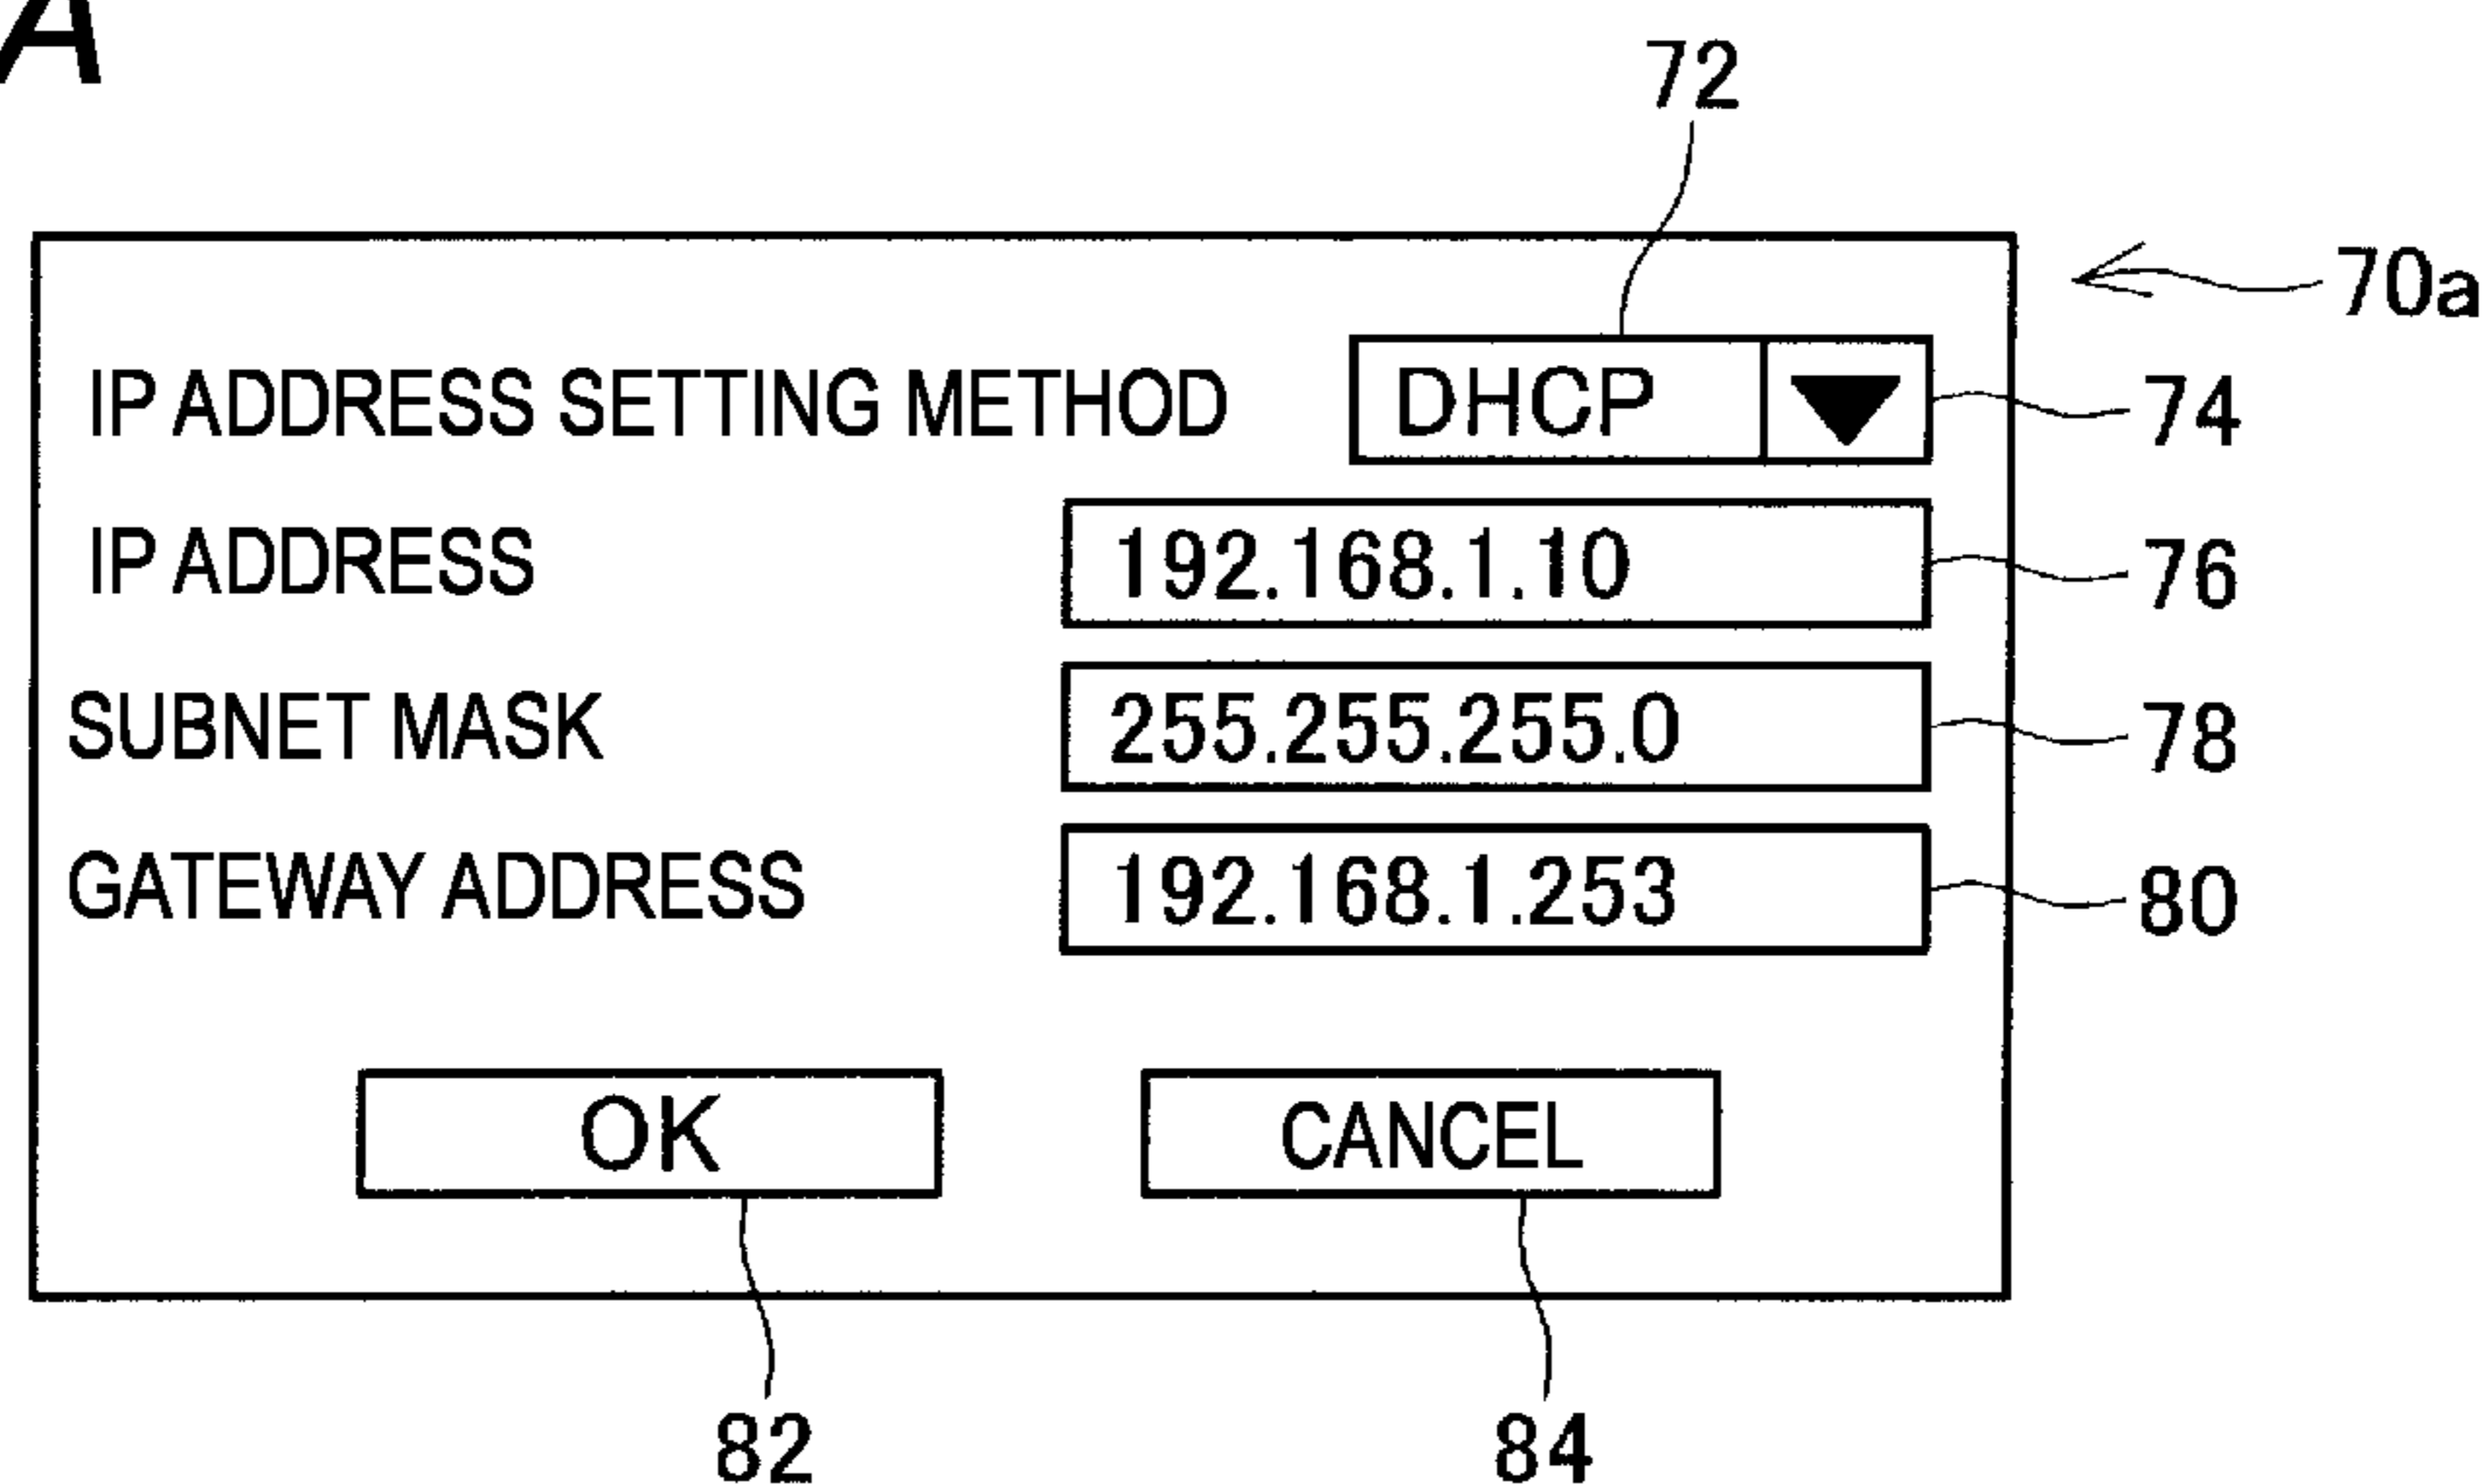 A
72
70a
IP ADDRESS SETTING METHOD DHCP 74
IP ADDRESS 192.168.1.10 76
SUBNET MASK 255.255.255.0 78
GATEWAY ADDRESS 192.168.1.253 80
OK CANCEL
82 84